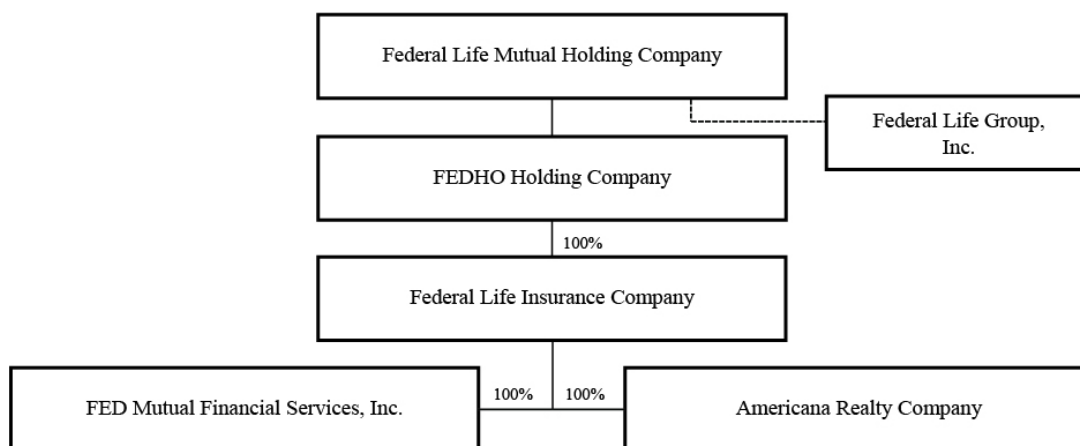 Federal Life Mutual Holding Company
Federal Life Group,
Inc.
FEDHO Holding Company
100%
Federal Life Insurance Company
FED Mutual Financial Services, Inc.
100%
100%
Americana Realty Company